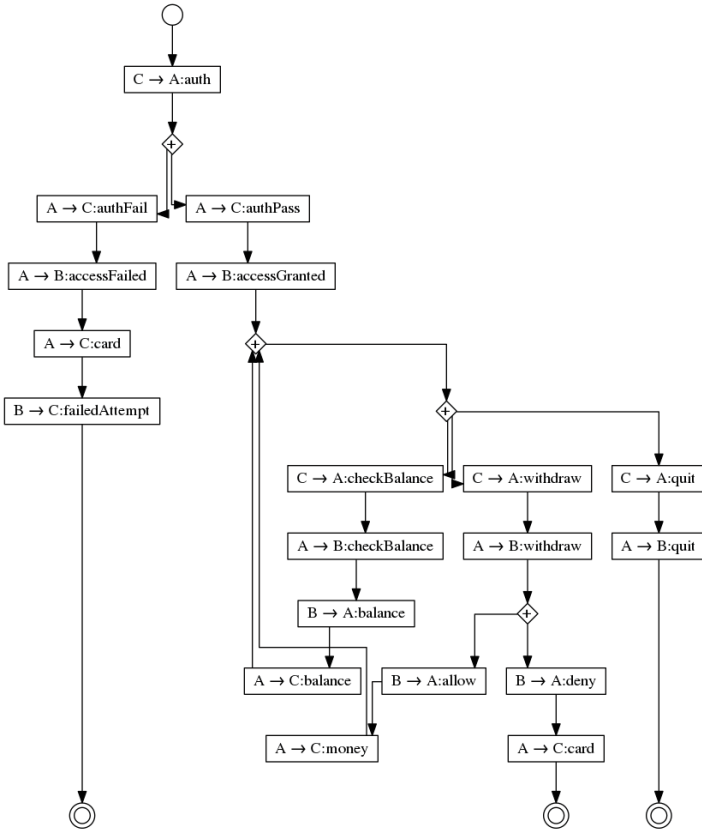 C → A:auth
+
A → C:authFail
A → C:authPass
A → B:accessFailed
A → B:accessGranted
A → C:card
+
B → C:failedAttempt
+
C → A:checkBalance
C → A:withdraw
C → A:quit
A → B:checkBalance
A → B:withdraw
A → B:quit
B → A:balance
+
A → C:balance
B → A:allow
B → A:deny
A → C:money
A → C:card